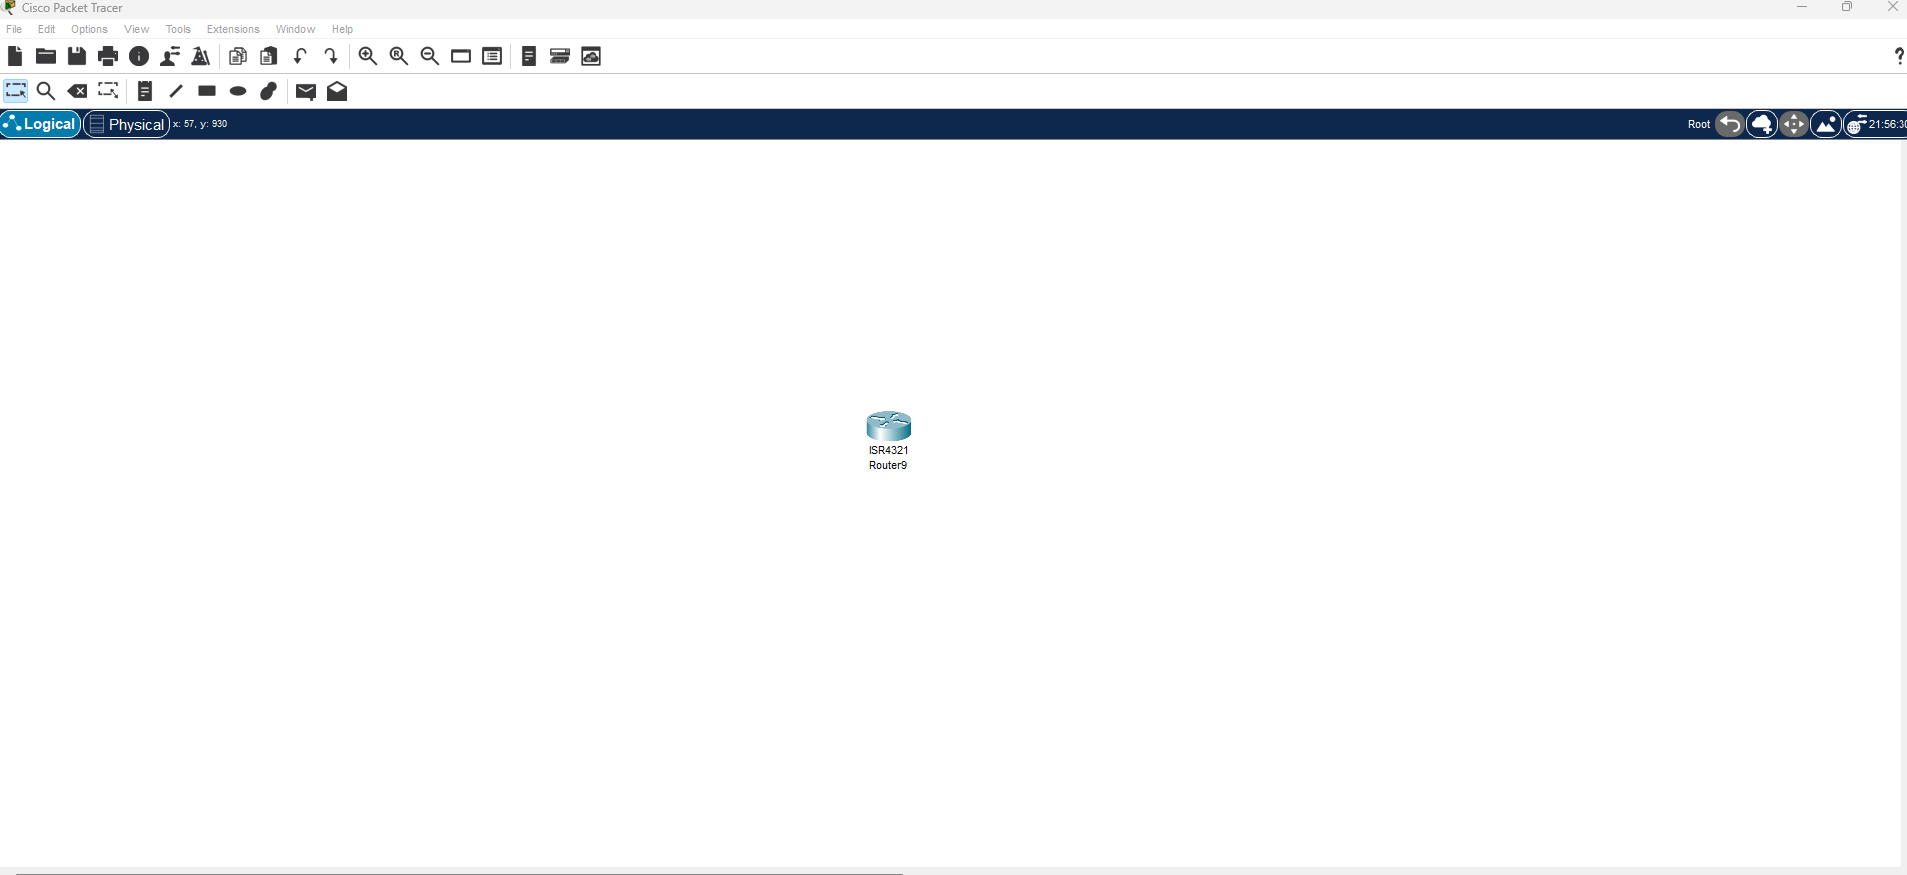 Cisco Packet Tracer
File Edit Options View Tools Extensions Window Help
Logical Physical x: 57, y: 930 Root 21:56:30
ISR4321
Router9